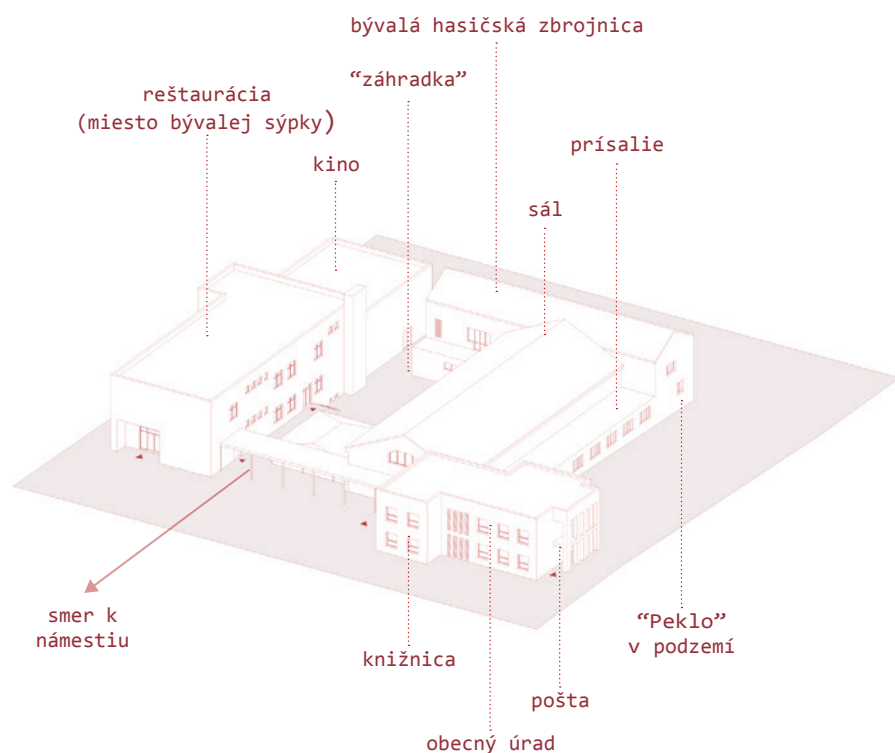 bývalá hasičská zbrojnica
“záhradka”
reštaurácia
(miesto bývalej sýpky)
prísalie
kino
sál
smer k
námestiu
“Peklo”
v podzemí
knižnica
pošta
obecný úrad